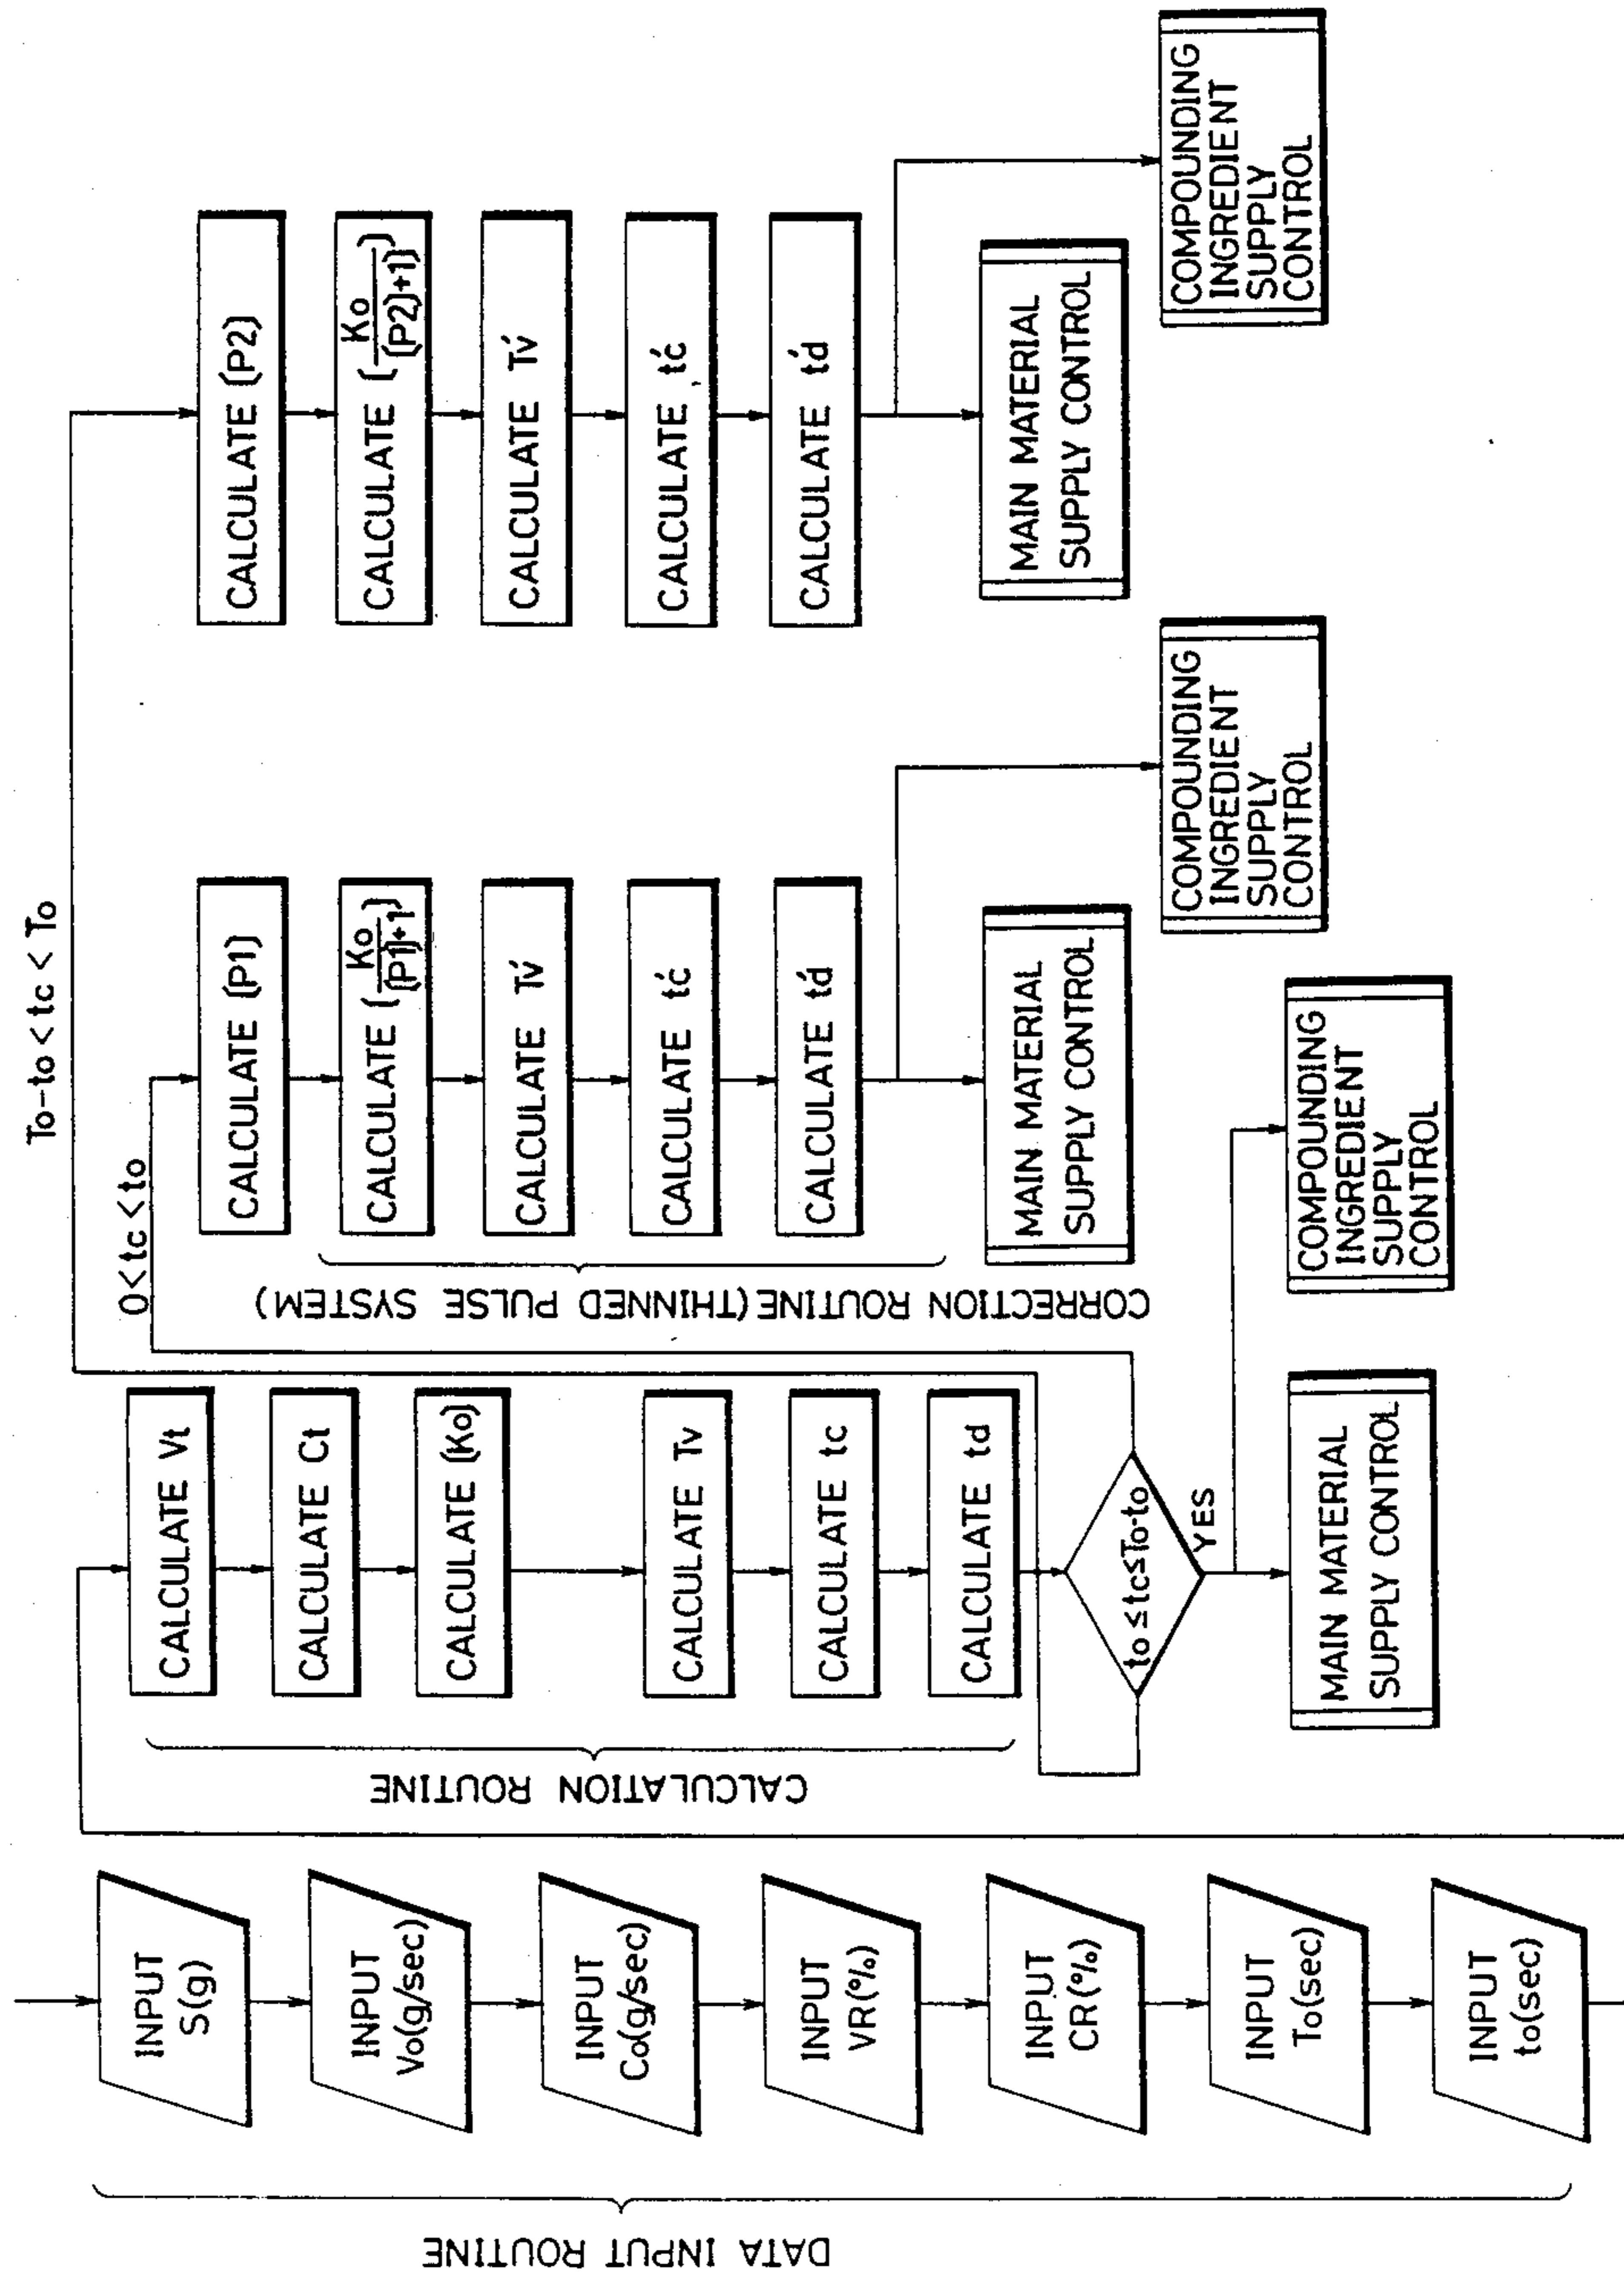 DATA INPUT ROUTINE
INPUT
S(g)
INPUT
Vo(g/sec)
INPUT
Co(g/sec)
INPUT
VR(%)
INPUT
CR(%)
INPUT
To(sec)
INPUT
to(sec)
CALCULATION ROUTINE
CALCULATE Vt
CALCULATE Ct
CALCULATE (Ko)
CALCULATE Tv
CALCULATE tc
CALCULATE td
to ≤ tc ≤ To-to
YES
MAIN MATERIAL
SUPPLY CONTROL
COMPOUNDING
INGREDIENT
SUPPLY
CONTROL
0 < tc < to
CORRECTION ROUTINE (THINNED PULSE SYSTEM)
CALCULATE (P1)
CALCULATE (Ko/(P1)+1)
CALCULATE Tv'
CALCULATE tc'
CALCULATE td'
MAIN MATERIAL
SUPPLY CONTROL
COMPOUNDING
INGREDIENT
SUPPLY
CONTROL
To-to < tc < To
CALCULATE (P2)
CALCULATE (Ko/(P2)+1)
CALCULATE Tv'
CALCULATE tc'
CALCULATE td'
MAIN MATERIAL
SUPPLY CONTROL
COMPOUNDING
INGREDIENT
SUPPLY
CONTROL